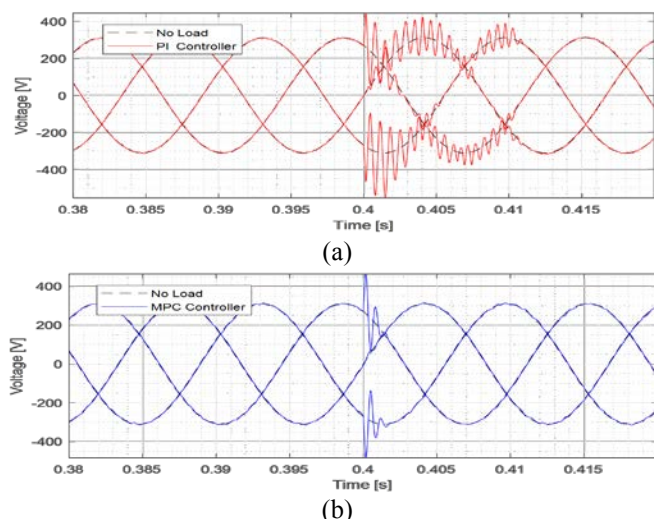 400
200
0
-200
-400
Voltage [V]
No Load
PI Controller
0.38 0.385 0.39 0.395 0.4 0.405 0.41 0.415
Time [s]
(a)
400
200
0
-200
-400
Voltage [V]
No Load
MPC Controller
0.38 0.385 0.39 0.395 0.4 0.405 0.41 0.415
Time [s]
(b)